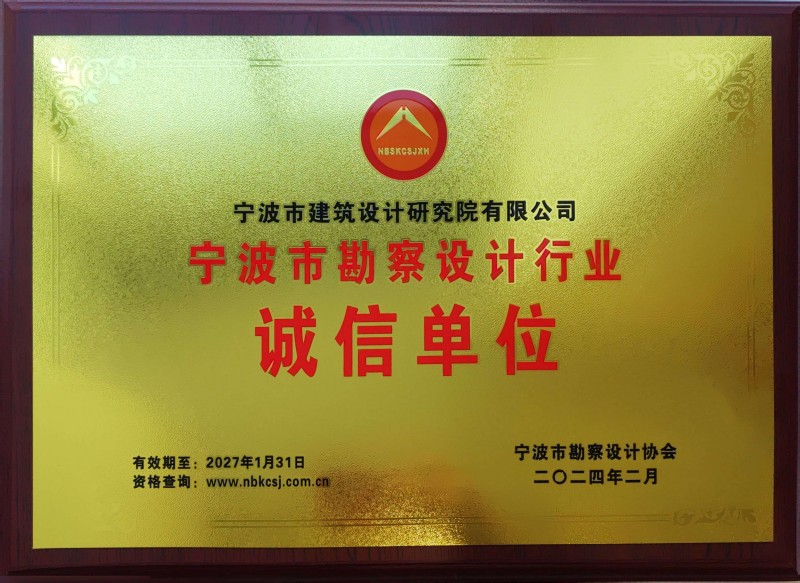 NBSKCSJXH
宁波市建筑设计研究院有限公司
宁波市勘察设计行业
诚信单位
有效期至：2027年1月31日
资格查询：www.nbkcsj.com.cn
宁波市勘察设计协会
二〇二四年二月